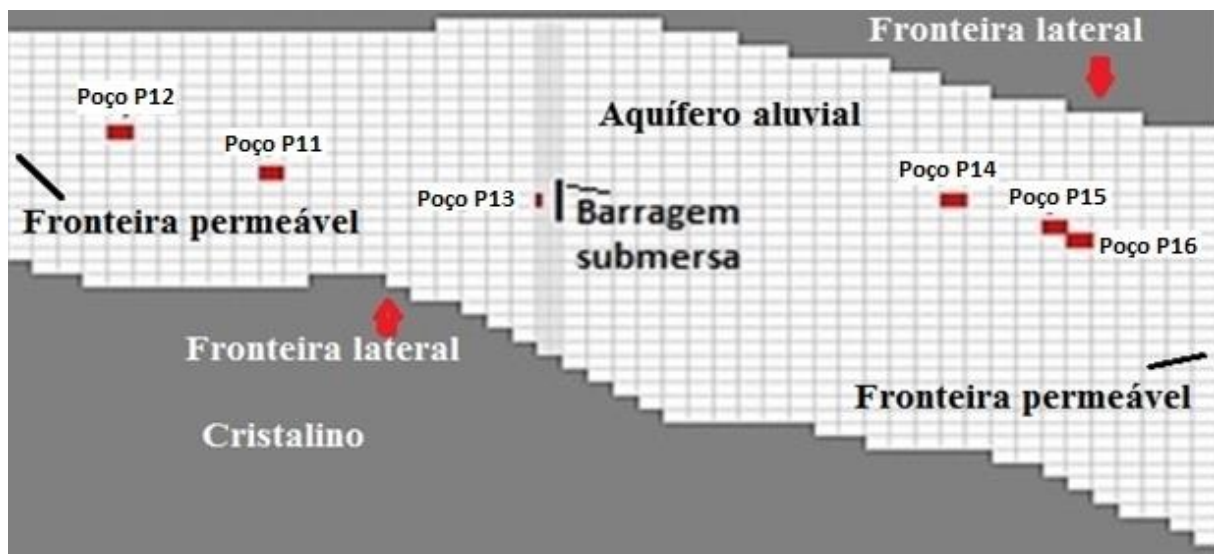 Fronteira lateral
Poço P12
Aquífero aluvial
Poço P11
Poço P14
Poço P13
Poço P15
Fronteira permeável
Barragem
submersa
Poço P16
Fronteira lateral
Fronteira permeável
Cristalino